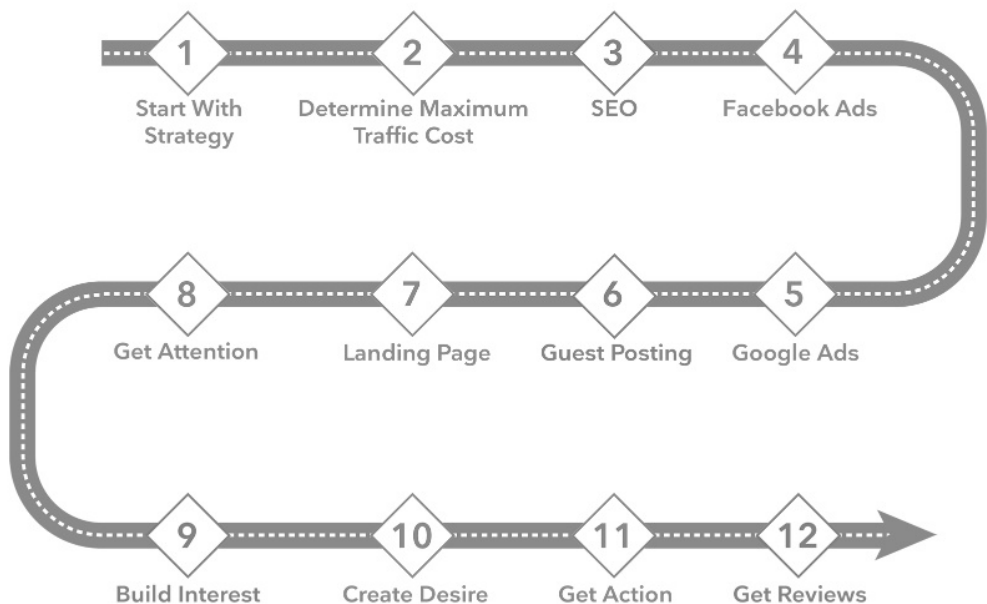 1
2
3
4
Start With
Strategy
Determine Maximum
Traffic Cost
SEO
Facebook Ads
8
7
6
5
Get Attention
Landing Page
Guest Posting
Google Ads
9
10
11
12
Build Interest
Create Desire
Get Action
Get Reviews